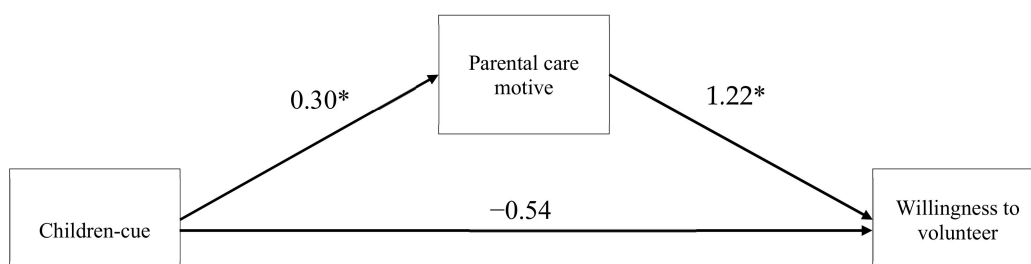 Parental care
motive
0.30*
1.22*
−0.54
Children-cue
Willingness to
volunteer